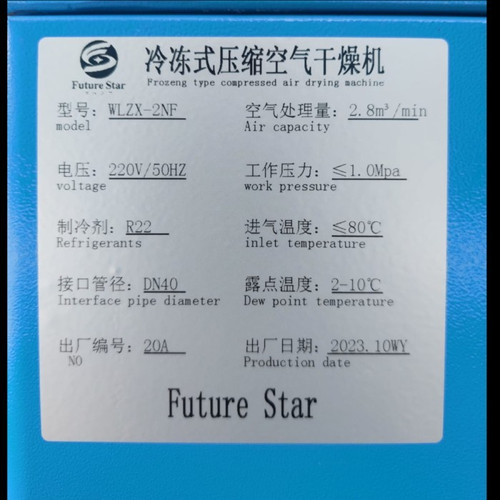 Future Star
冷冻式压缩空气干燥机
Frozeng type compressed air drying machine
型号: WLZX-2NF
model
空气处理量: 2.8m³/min
Air capacity
电压: 220V/50HZ
voltage
工作压力: ≤1.0Mpa
work pressure
制冷剂: R22
Refrigerants
进气温度: ≤80℃
inlet temperature
接口管径: DN40
Interface pipe diameter
露点温度: 2-10℃
Dew point temperature
出厂编号: 20A
NO
出厂日期: 2023.10WY
Production date
Future Star